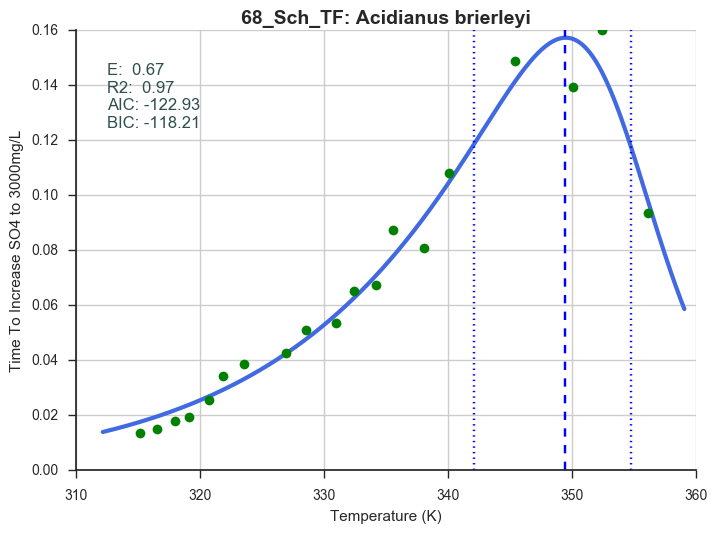 68_Sch_TF: Acidianus brierleyi
E:  0.67
R2:  0.97
AIC: -122.93
BIC: -118.21
Time To Increase SO4 to 3000mg/L
0.16
0.14
0.12
0.10
0.08
0.06
0.04
0.02
0.00
310 320 330 340 350 360
Temperature (K)